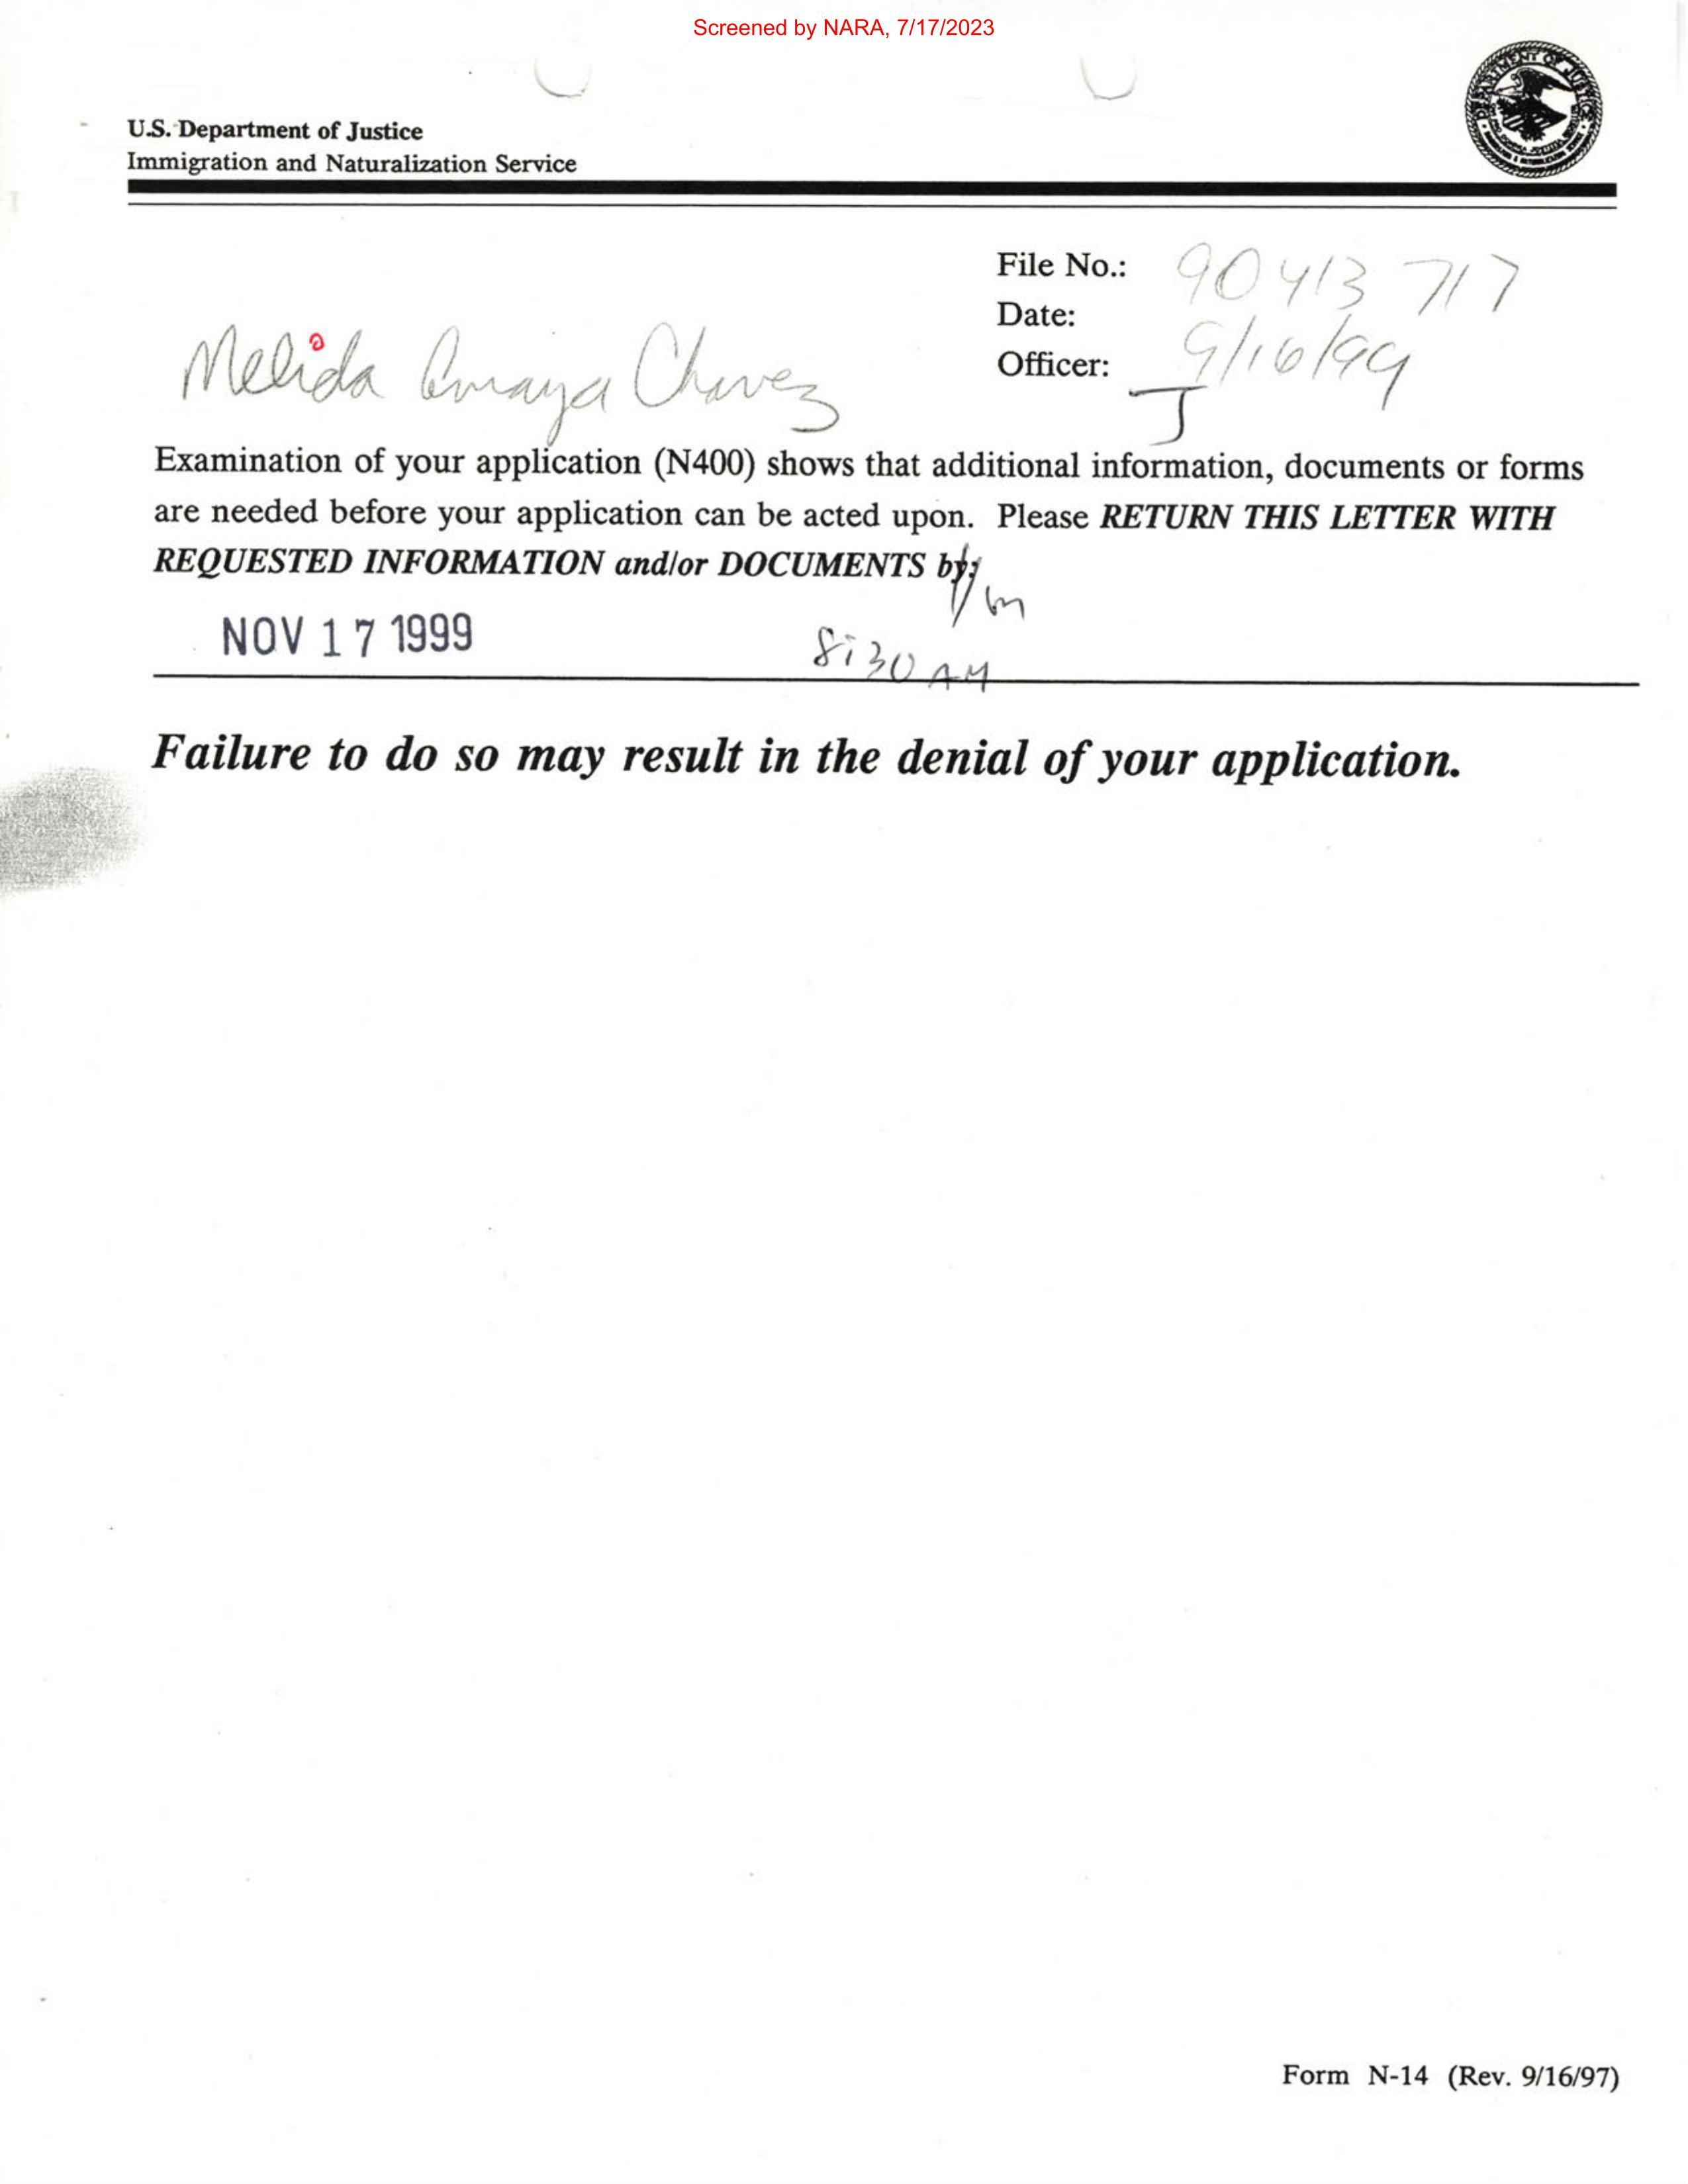 Screened by NARA, 7/17/2023
U.S. Department of Justice
Immigration and Naturalization Service
File No.: 90 413 717
Date: 9/16/99
Officer: J
Melida Amaya Chavez
Examination of your application (N400) shows that additional information, documents or forms
are needed before your application can be acted upon. Please RETURN THIS LETTER WITH
REQUESTED INFORMATION and/or DOCUMENTS by:
NOV 17 1999 8:30 AM
Failure to do so may result in the denial of your application.
Form N-14 (Rev. 9/16/97)